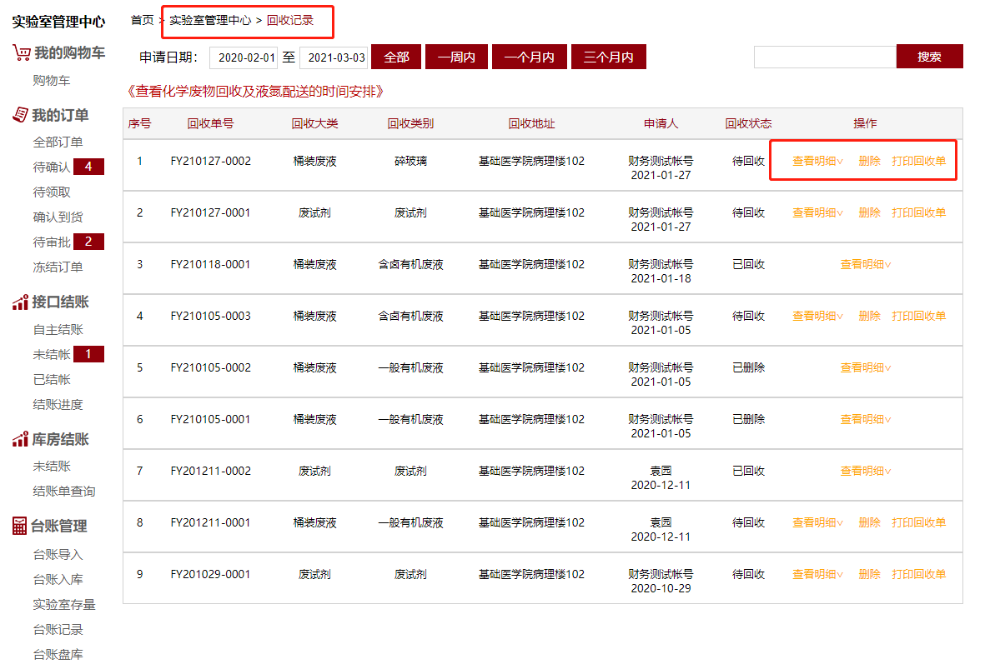 实验室管理中心
我的购物车
购物车
我的订单
全部订单
待确认 4
待领取
确认到货
待审批 2
冻结订单
接口结账
自主结账
未结帐 1
已结帐
结账进度
库房结账
未结账
结账单查询
台账管理
台账导入
台账入库
实验室存量
台账记录
台账盘库
首页 > 实验室管理中心 > 回收记录
申请日期： 2020-02-01 至 2021-03-03 全部 一周内 一个月内 三个月内 搜索
《查看化学废物回收及液氮配送的时间安排》
序号 回收单号 回收大类 回收类别 回收地址 申请人 回收状态 操作
1 FY210127-0002 桶装废液 碎玻璃 基础医学院病理楼102 财务测试帐号 待回收 查看明细∨ 删除 打印回收单
2021-01-27
2 FY210127-0001 废试剂 废试剂 基础医学院病理楼102 财务测试帐号 待回收 查看明细∨ 删除 打印回收单
2021-01-27
3 FY210118-0001 桶装废液 含卤有机废液 基础医学院病理楼102 财务测试帐号 已回收 查看明细∨
2021-01-18
4 FY210105-0003 桶装废液 含卤有机废液 基础医学院病理楼102 财务测试帐号 待回收 查看明细∨ 删除 打印回收单
2021-01-05
5 FY210105-0002 桶装废液 一般有机废液 基础医学院病理楼102 财务测试帐号 已删除 查看明细∨
2021-01-05
6 FY210105-0001 桶装废液 一般有机废液 基础医学院病理楼102 财务测试帐号 已删除 查看明细∨
2021-01-05
7 FY201211-0002 废试剂 废试剂 基础医学院病理楼102 袁园 已回收 查看明细∨
2020-12-11
8 FY201211-0001 桶装废液 一般有机废液 基础医学院病理楼102 袁园 待回收 查看明细∨ 删除 打印回收单
2020-12-11
9 FY201029-0001 废试剂 废试剂 基础医学院病理楼102 财务测试帐号 待回收 查看明细∨ 删除 打印回收单
2020-10-29